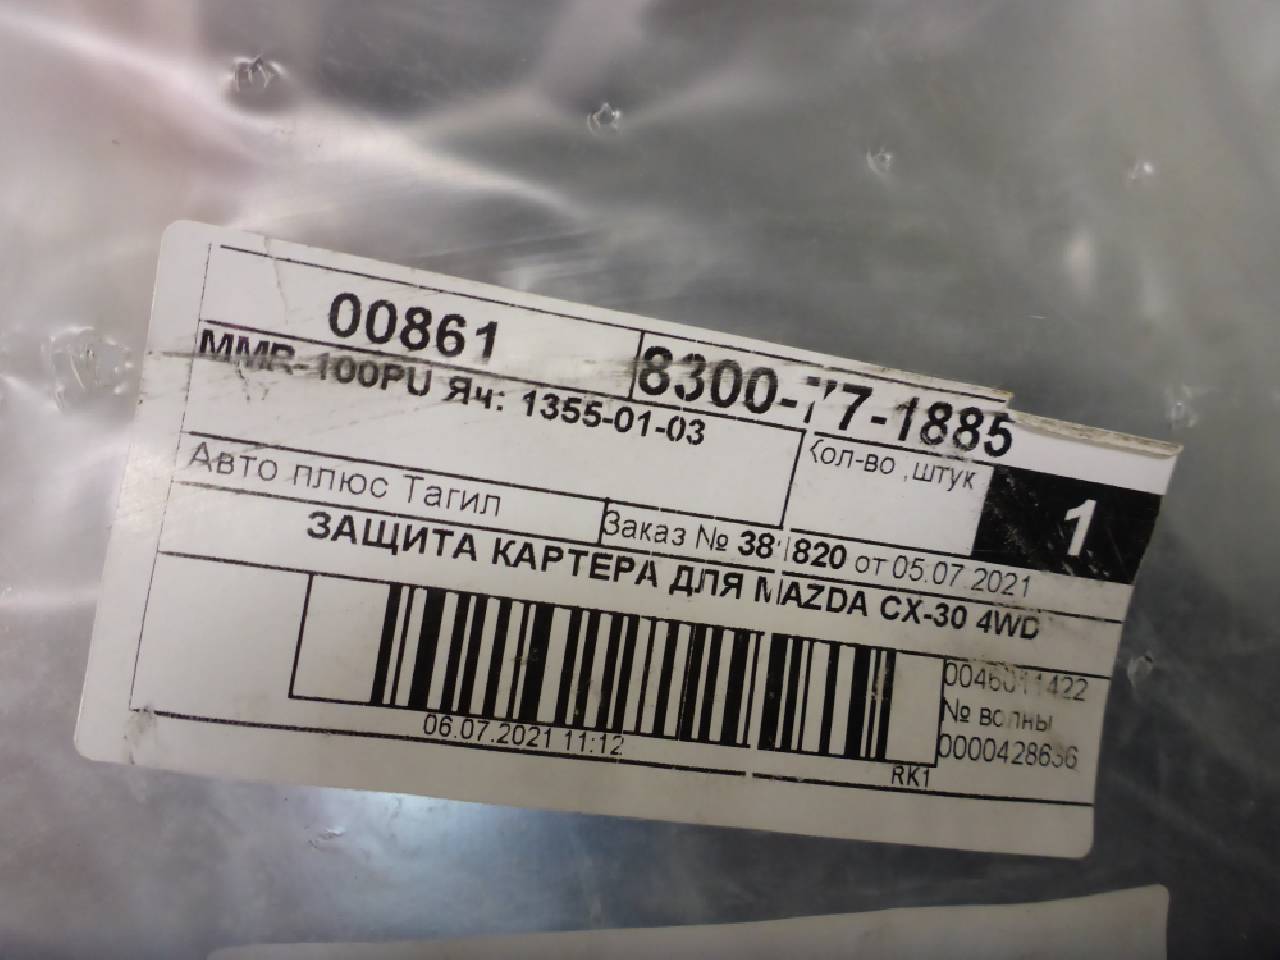 00861
8300-77-1885
MMR-100PU Яч: 1355-01-03
Кол-во ,штук
1
Авто плюс Тагил
Заказ № 381820 от 05.07.2021
ЗАЩИТА КАРТЕРА ДЛЯ MAZDA CX-30 4WD
06.07.2021 11:12
№ волны
0000428636
RK1